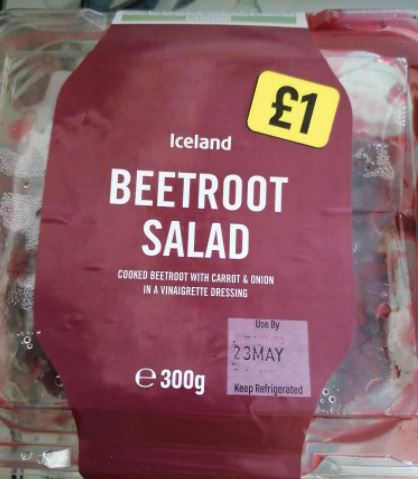 £1
Iceland
BEETROOT
SALAD
COOKED BEETROOT WITH CARROT & ONION
IN A VINAIGRETTE DRESSING
Use By
23MAY
Keep Refrigerated
℮ 300g